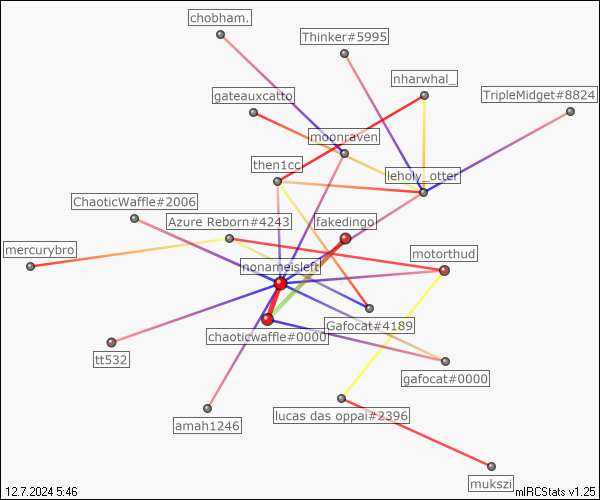 chobham.
Thinker#5995
nharwhal_
TripleMidget#8824
gateauxcatto
moonraven
then1cc
leholy_otter
ChaoticWaffle#2006
Azure Reborn#4243
fakedingo
mercurybro
motorthud
nonameisleft
Gafocat#4189
chaoticwaffle#0000
tt532
gafocat#0000
lucas das oppai#2396
amah1246
mukszi
12.7.2024 5:46
mIRCStats v1.25